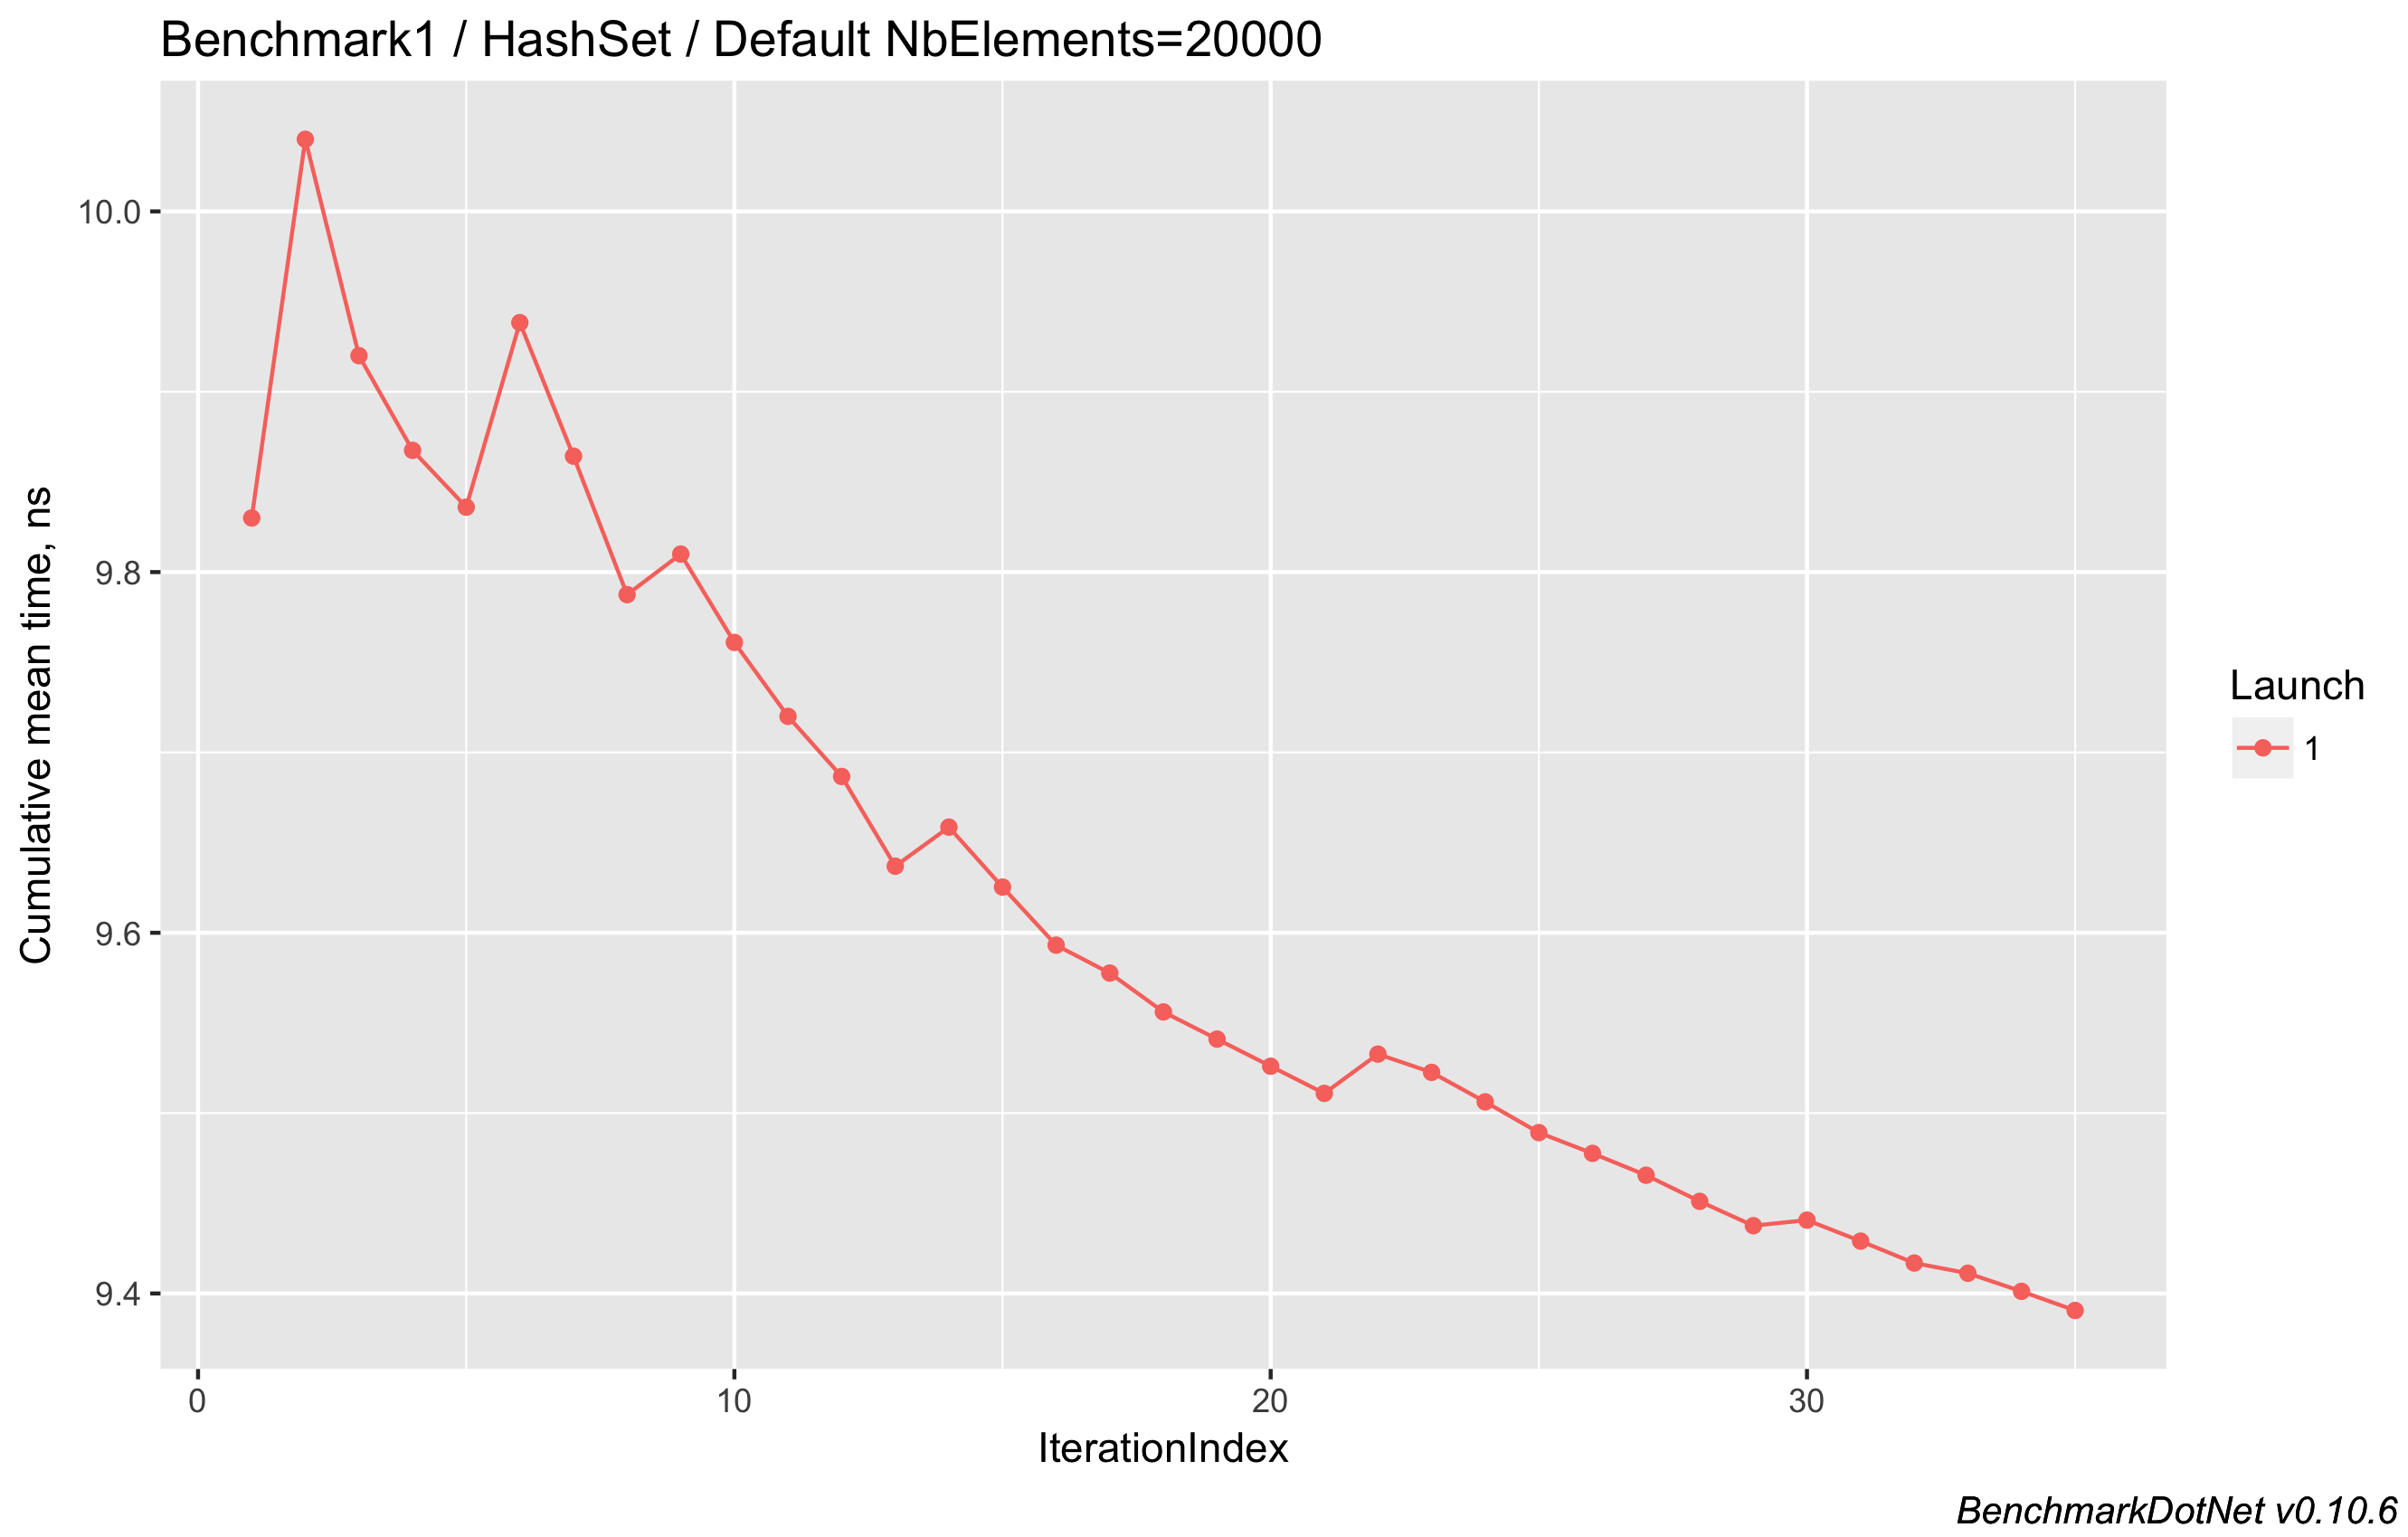 Benchmark1 / HashSet / Default NbElements=20000
Cumulative mean time, ns
10.0
9.8
9.6
9.4
0
10
20
30
IterationIndex
Launch
1
BenchmarkDotNet v0.10.6